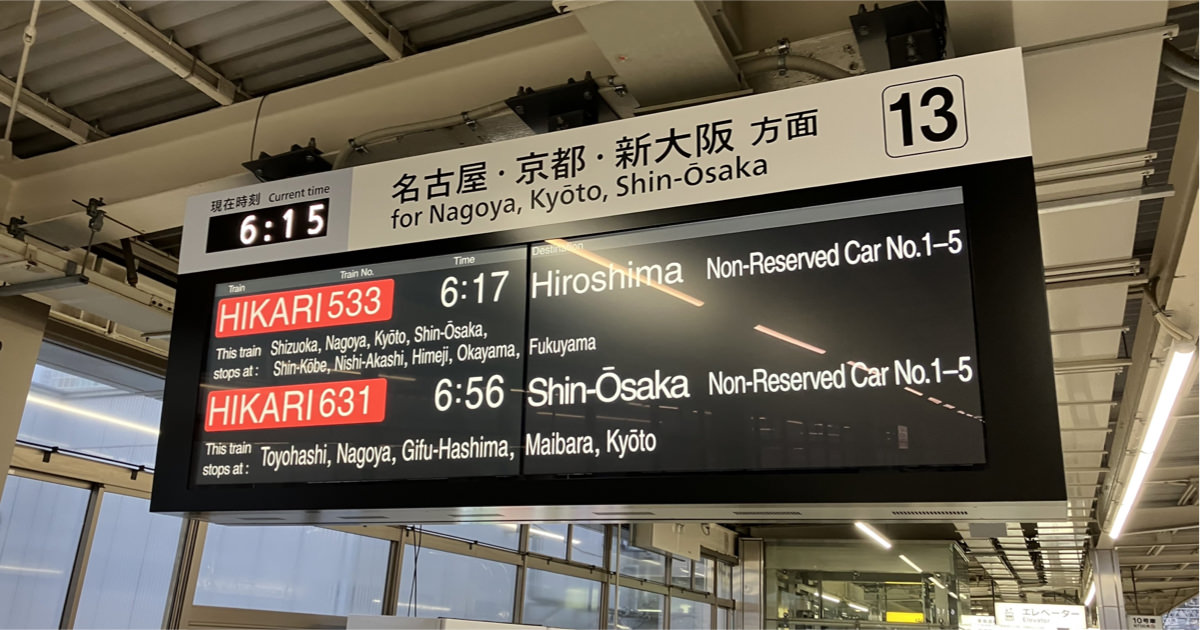 現在時刻 Current time
6:15
名古屋・京都・新大阪 方面
for Nagoya, Kyōto, Shin-Ōsaka
13
Train Train No. Time Destination
HIKARI 533 6:17 Hiroshima Non-Reserved Car No.1–5
This train stops at : Shizuoka, Nagoya, Kyōto, Shin-Ōsaka,
Shin-Kōbe, Nishi-Akashi, Himeji, Okayama, Fukuyama
HIKARI 631 6:56 Shin-Ōsaka Non-Reserved Car No.1–5
This train stops at : Toyohashi, Nagoya, Gifu-Hashima, Maibara, Kyōto
エレベーター
Elevator
10号車